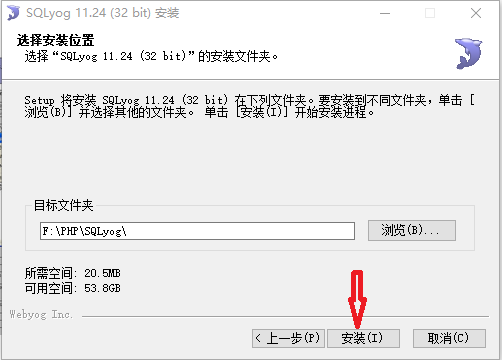 SQLyog 11.24 (32 bit) 安装
选择安装位置
选择“SQLyog 11.24 (32 bit)”的安装文件夹。
Setup 将安装 SQLyog 11.24 (32 bit) 在下列文件夹。要安装到不同文件夹，单击 [
浏览(B)] 并选择其他的文件夹。 单击 [安装(I)] 开始安装进程。
目标文件夹
F:\PHP\SQLyog\
浏览(B)...
所需空间: 20.5MB
可用空间: 53.8GB
Webyog Inc.
< 上一步(P)
安装(I)
取消(C)